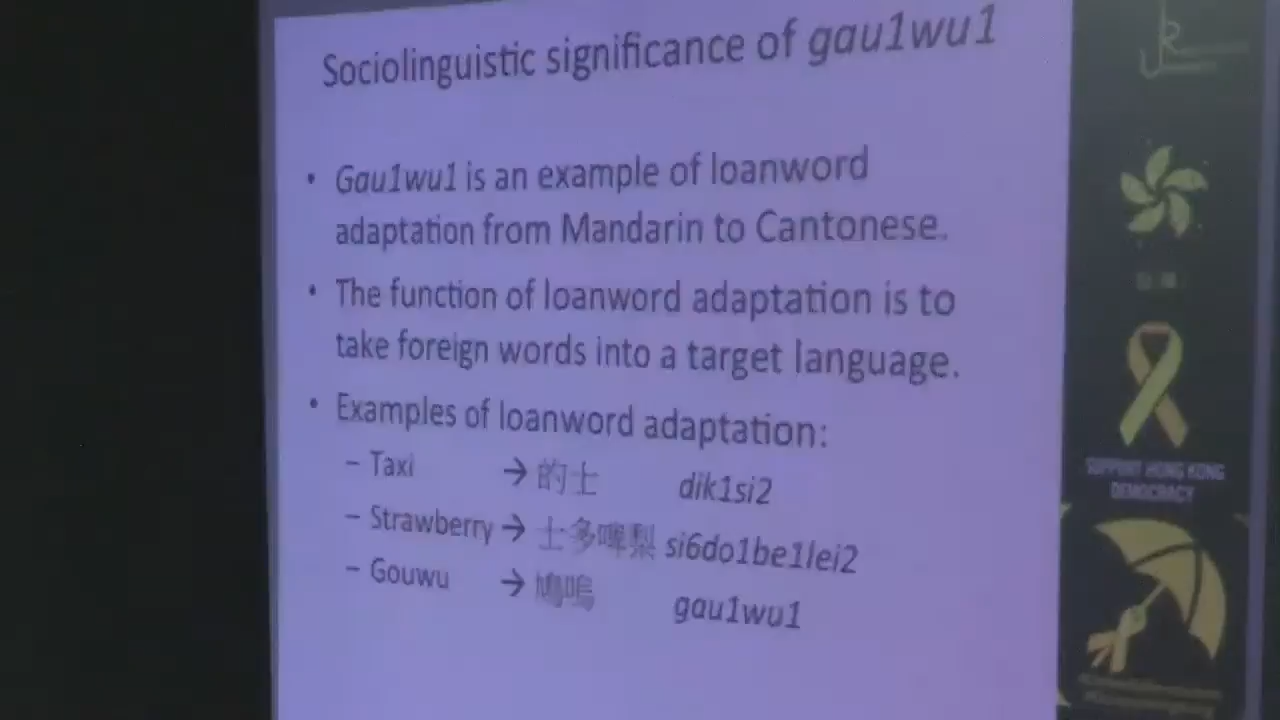 Sociolinguistic significance of gau1wu1
• Gau1wu1 is an example of loanword
adaptation from Mandarin to Cantonese.
• The function of loanword adaptation is to
take foreign words into a target language.
• Examples of loanword adaptation:
– Taxi → 的士 dik1si2
– Strawberry → 士多啤梨 si6do1be1lei2
– Gouwu → 鳩嗚 gau1wu1
SUPPORT HONG KONG
DEMOCRACY